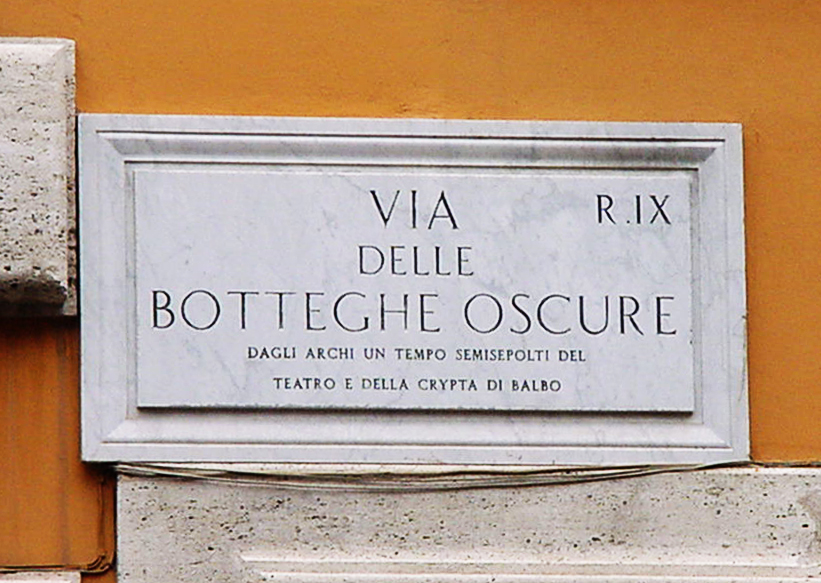 VIA R.IX
DELLE
BOTTEGHE OSCURE
DAGLI ARCHI UN TEMPO SEMISEPOLTI DEL
TEATRO E DELLA CRYPTA DI BALBO